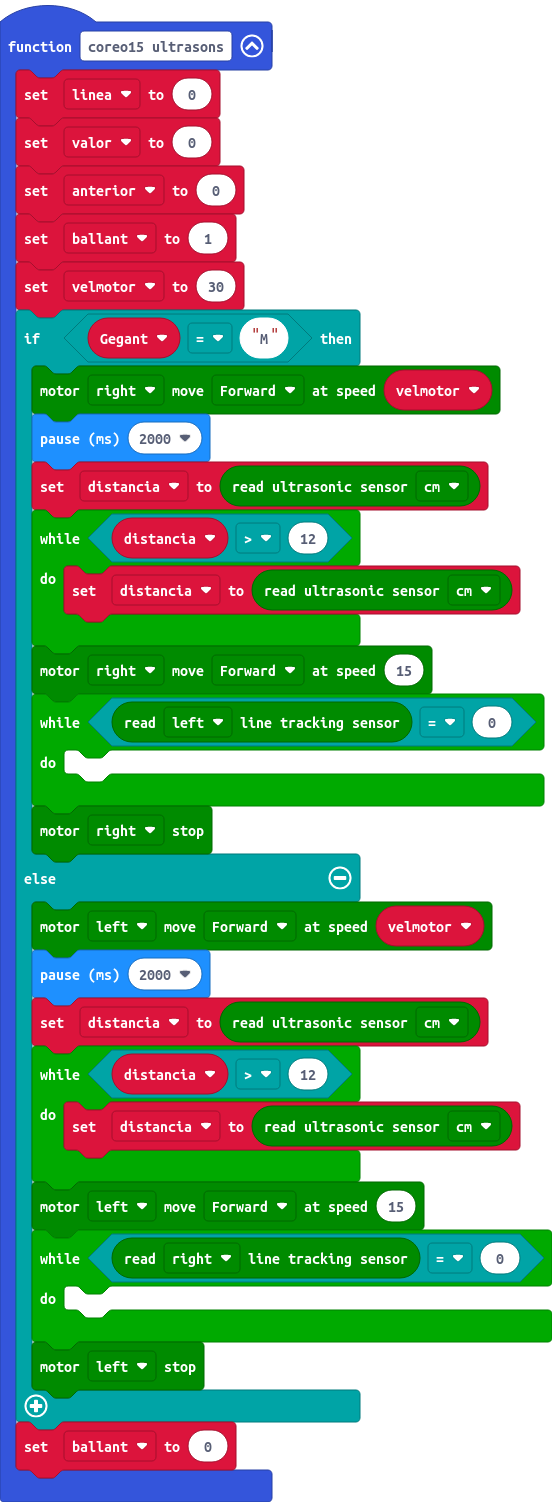 function coreo15 ultrasons
set linea to 0
set valor to 0
set anterior to 0
set ballant to 1
set velmotor to 30
if Gegant = "M" then
motor right move Forward at speed velmotor
pause (ms) 2000
set distancia to read ultrasonic sensor cm
while distancia > 12
do set distancia to read ultrasonic sensor cm
motor right move Forward at speed 15
while read left line tracking sensor = 0
do
motor right stop
else
motor left move Forward at speed velmotor
pause (ms) 2000
set distancia to read ultrasonic sensor cm
while distancia > 12
do set distancia to read ultrasonic sensor cm
motor left move Forward at speed 15
while read right line tracking sensor = 0
do
motor left stop
set ballant to 0